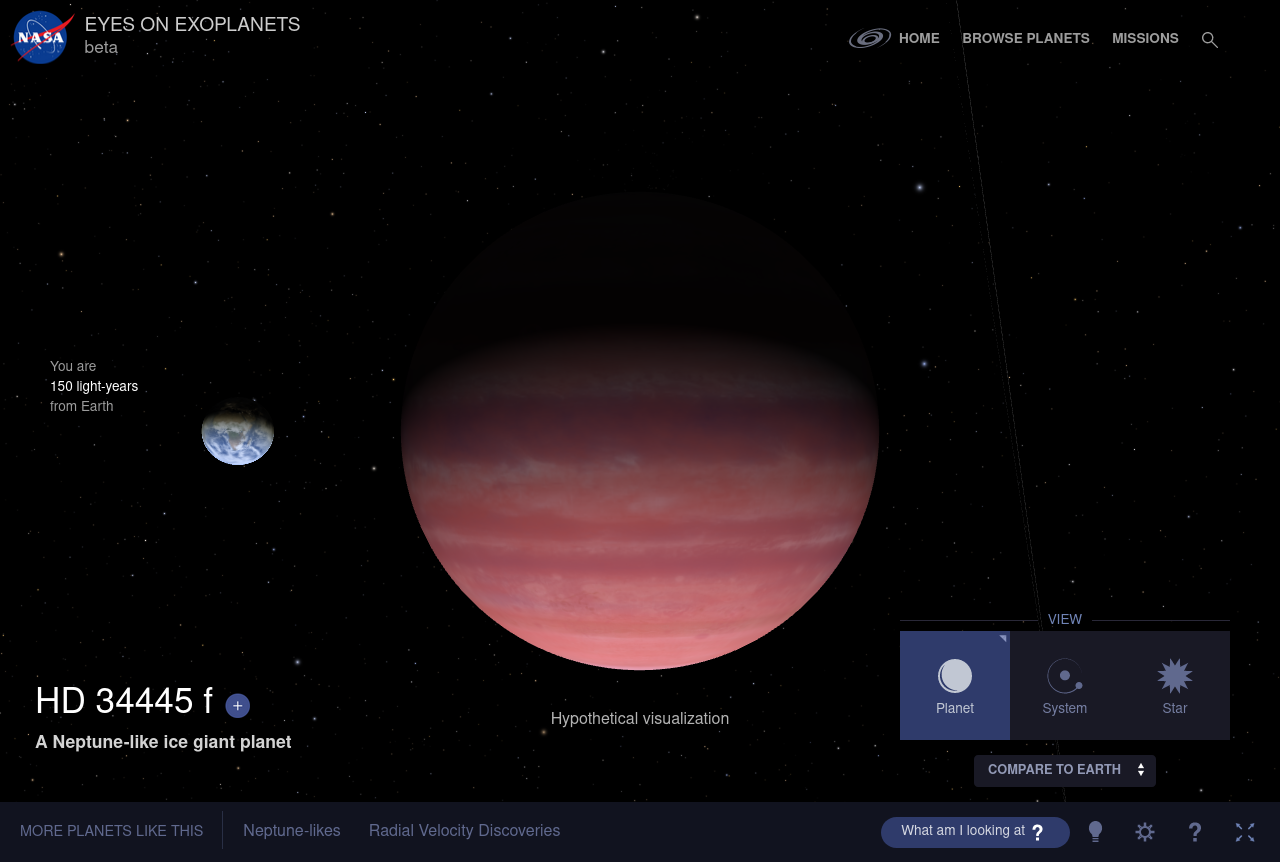 NASA
EYES ON EXOPLANETS
beta
HOME
BROWSE PLANETS
MISSIONS
You are
150 light-years
from Earth
HD 34445 f +
A Neptune-like ice giant planet
Hypothetical visualization
VIEW
Planet
System
Star
COMPARE TO EARTH
MORE PLANETS LIKE THIS
Neptune-likes
Radial Velocity Discoveries
What am I looking at ?
?